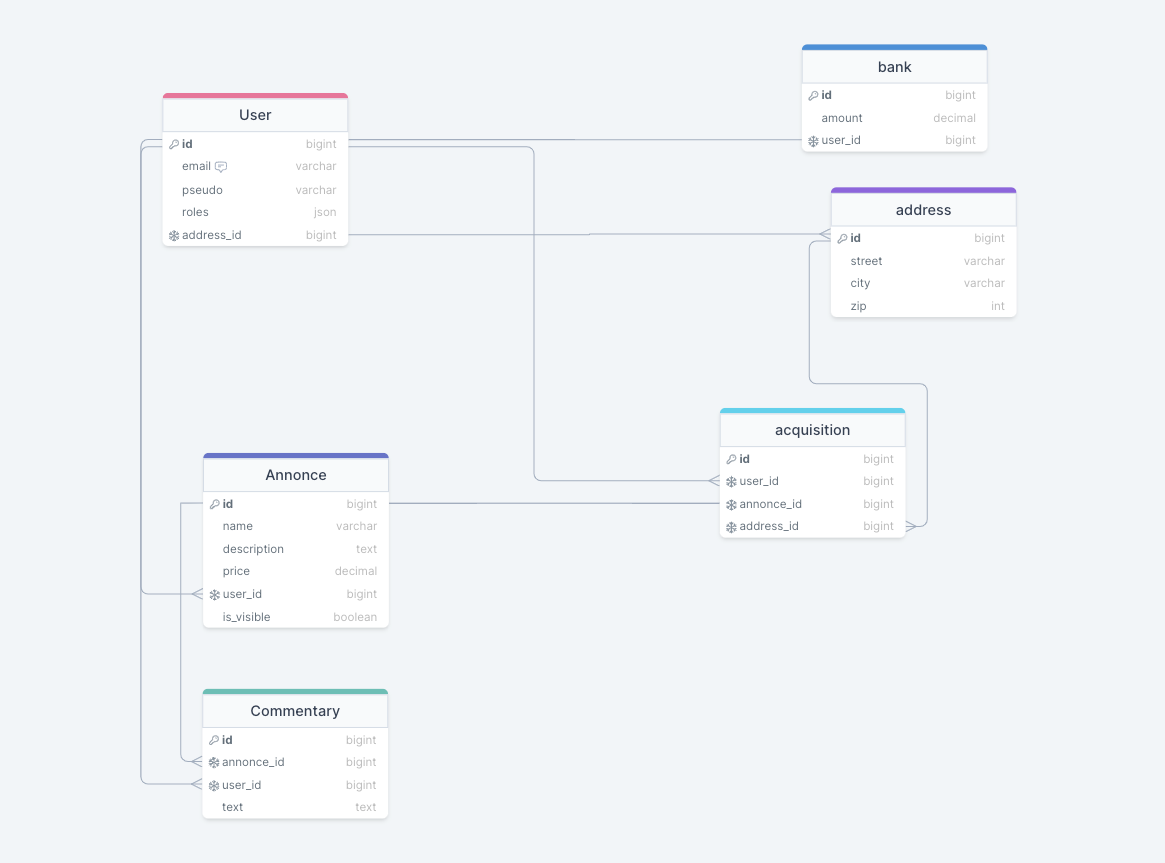 User
id bigint
email varchar
pseudo varchar
roles json
address_id bigint
bank
id bigint
amount decimal
user_id bigint
address
id bigint
street varchar
city varchar
zip int
acquisition
id bigint
user_id bigint
annonce_id bigint
address_id bigint
Annonce
id bigint
name varchar
description text
price decimal
user_id bigint
is_visible boolean
Commentary
id bigint
annonce_id bigint
user_id bigint
text text